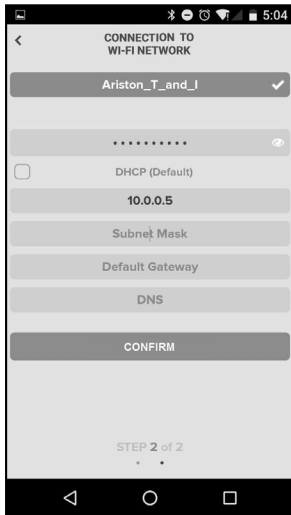 5:04
CONNECTION TO
WI-FI NETWORK
Ariston_T_and_I
••••••••••
DHCP (Default)
10.0.0.5
Subnet Mask
Default Gateway
DNS
CONFIRM
STEP 2 of 2